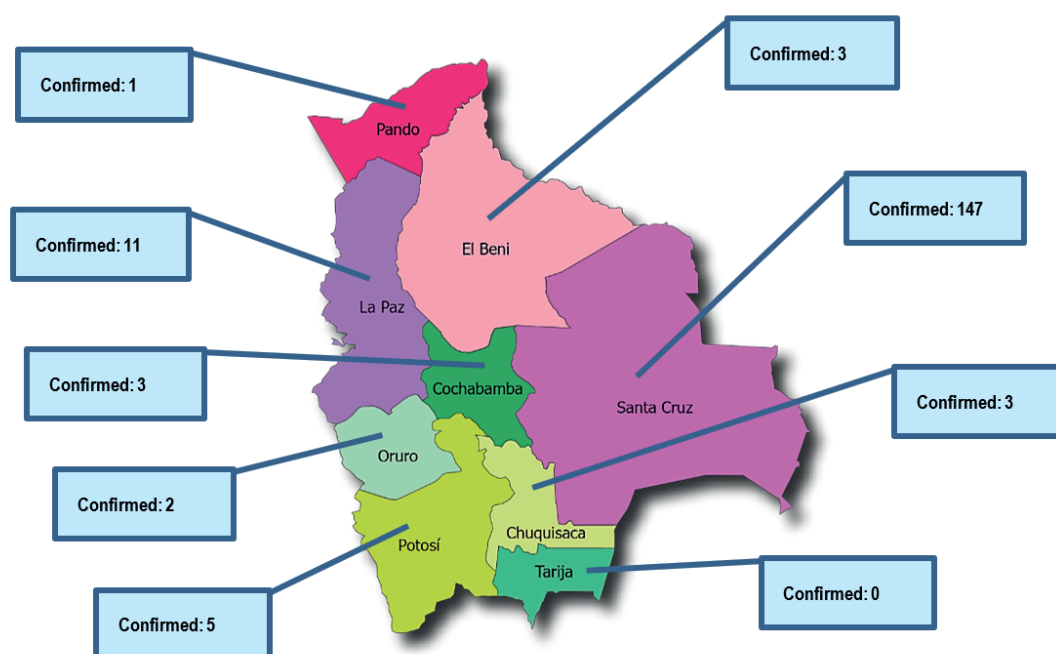 Confirmed: 3
Confirmed: 1
Pando
Confirmed: 147
Confirmed: 11
El Beni
La Paz
Confirmed: 3
Cochabamba
Santa Cruz
Confirmed: 3
Oruro
Confirmed: 2
Chuquisaca
Potosí
Tarija
Confirmed: 0
Confirmed: 5